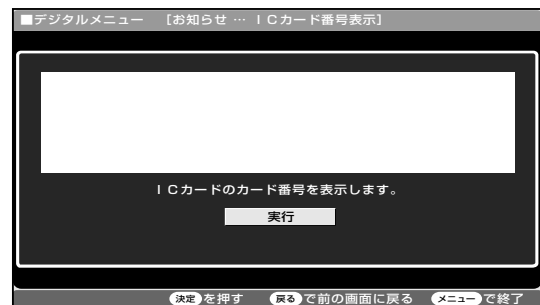 ■デジタルメニュー ［お知らせ … ＩＣカード番号表示］
ＩＣカードのカード番号を表示します。
実行
決定を押す 戻るで前の画面に戻る メニューで終了